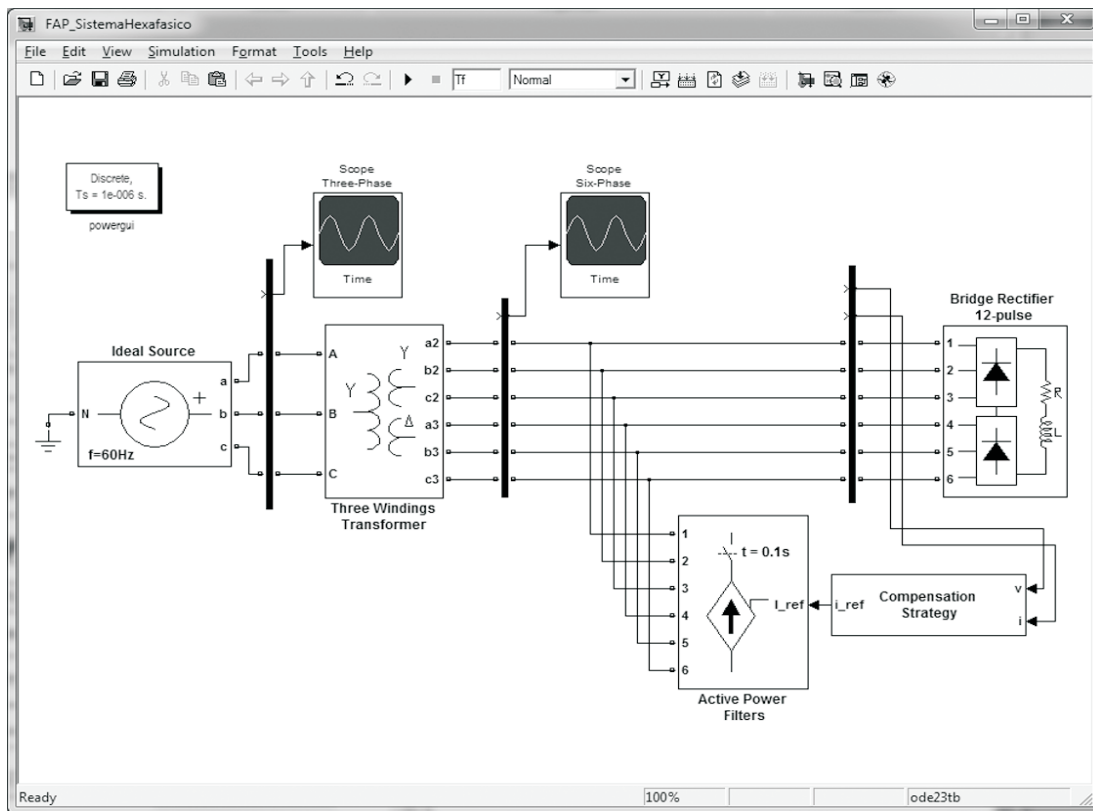 FAP_SistemaHexafasico
File Edit View Simulation Format Tools Help
Tf Normal
Discrete,
Ts = 1e-006 s.
powergui
Scope
Three-Phase
Time
Scope
Six-Phase
Time
Ideal Source
N
+
a
b
c
f=60Hz
A
B
C
Y
Y
Δ
a2
b2
c2
a3
b3
c3
Three Windings
Transformer
Bridge Rectifier
12-pulse
1
2
3
4
5
6
R
L
1
2
3
4
5
6
t = 0.1s
I_ref
Active Power
Filters
i_ref
Compensation
Strategy
v
i
Ready 100% ode23tb